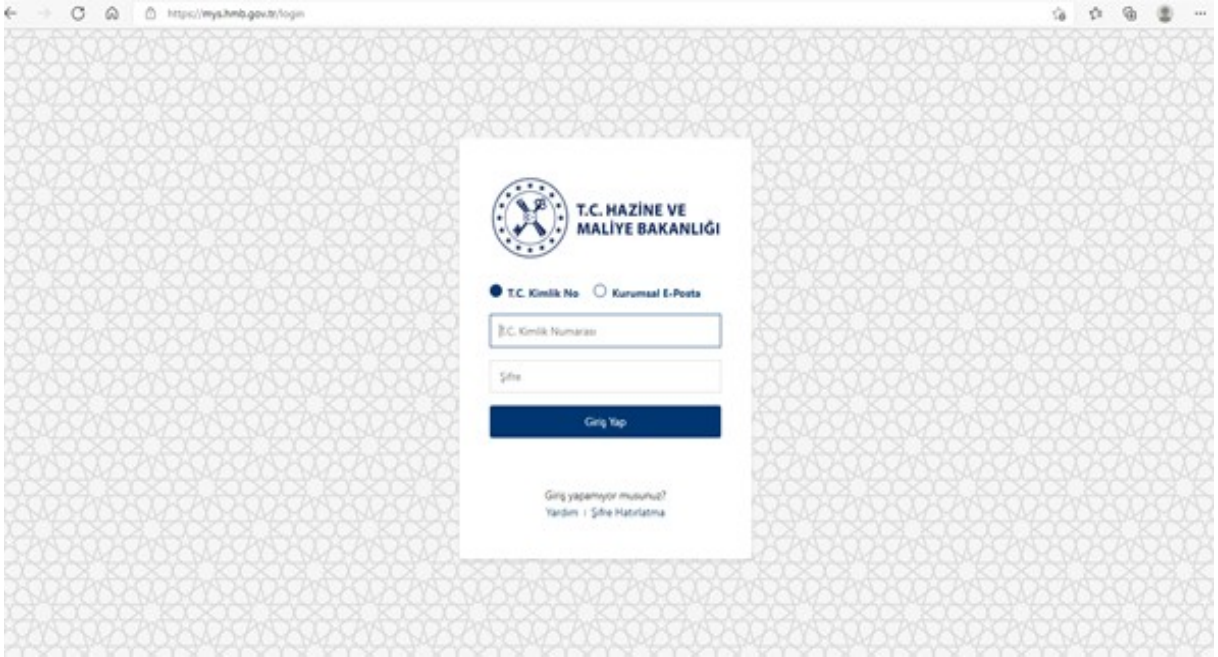 https://mys.hmb.gov.tr/login
T.C. HAZİNE VE
MALİYE BAKANLIĞI
T.C. Kimlik No Kurumsal E-Posta
T.C. Kimlik Numarası
Şifre
Giriş Yap
Giriş yapamıyor musunuz?
Yardım | Şifre Hatırlatma